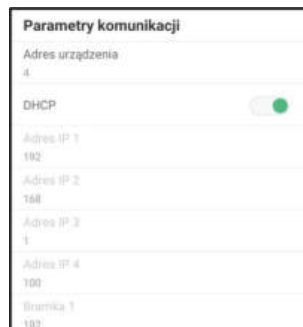 Parametry komunikacji
Adres urządzenia
4
DHCP
Adres IP 1
192
Adres IP 2
168
Adres IP 3
1
Adres IP 4
100
Bramka 1
192